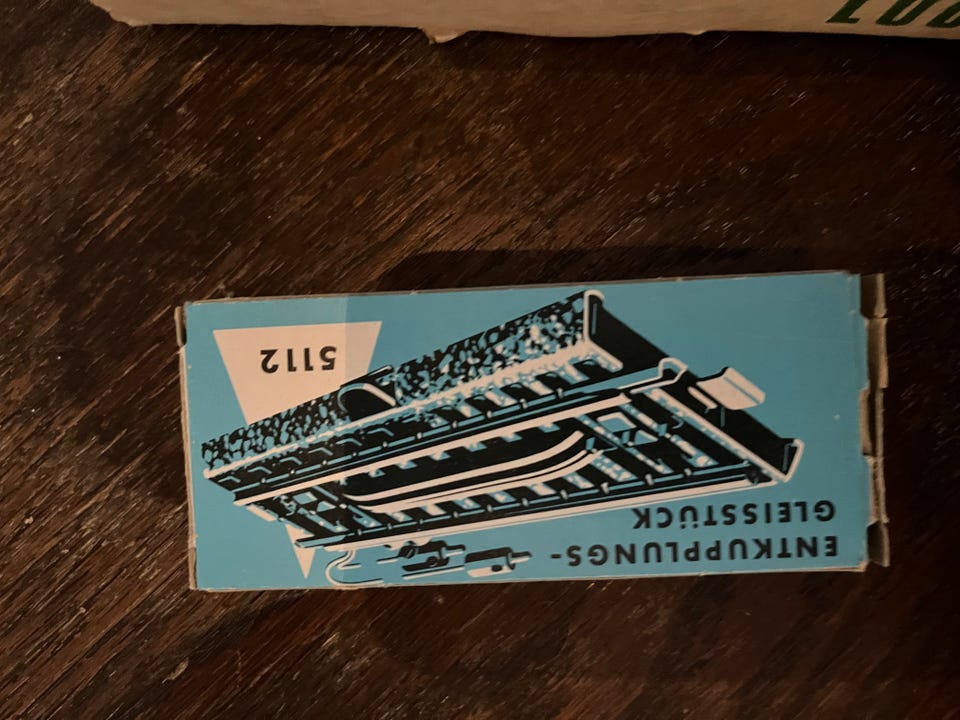 ENTKUPPLUNGS-
GLEISSTÜCK
5112